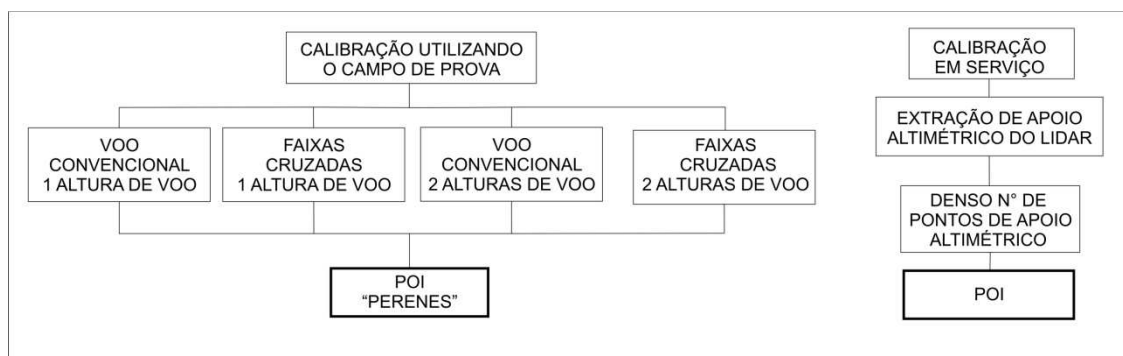 CALIBRAÇÃO UTILIZANDO
O CAMPO DE PROVA
VOO
CONVENCIONAL
1 ALTURA DE VOO
FAIXAS
CRUZADAS
1 ALTURA DE VOO
VOO
CONVENCIONAL
2 ALTURAS DE VOO
FAIXAS
CRUZADAS
2 ALTURAS DE VOO
POI
“PERENES”
CALIBRAÇÃO
EM SERVIÇO
EXTRAÇÃO DE APOIO
ALTIMÉTRICO DO LIDAR
DENSO N° DE
PONTOS DE APOIO
ALTIMÉTRICO
POI